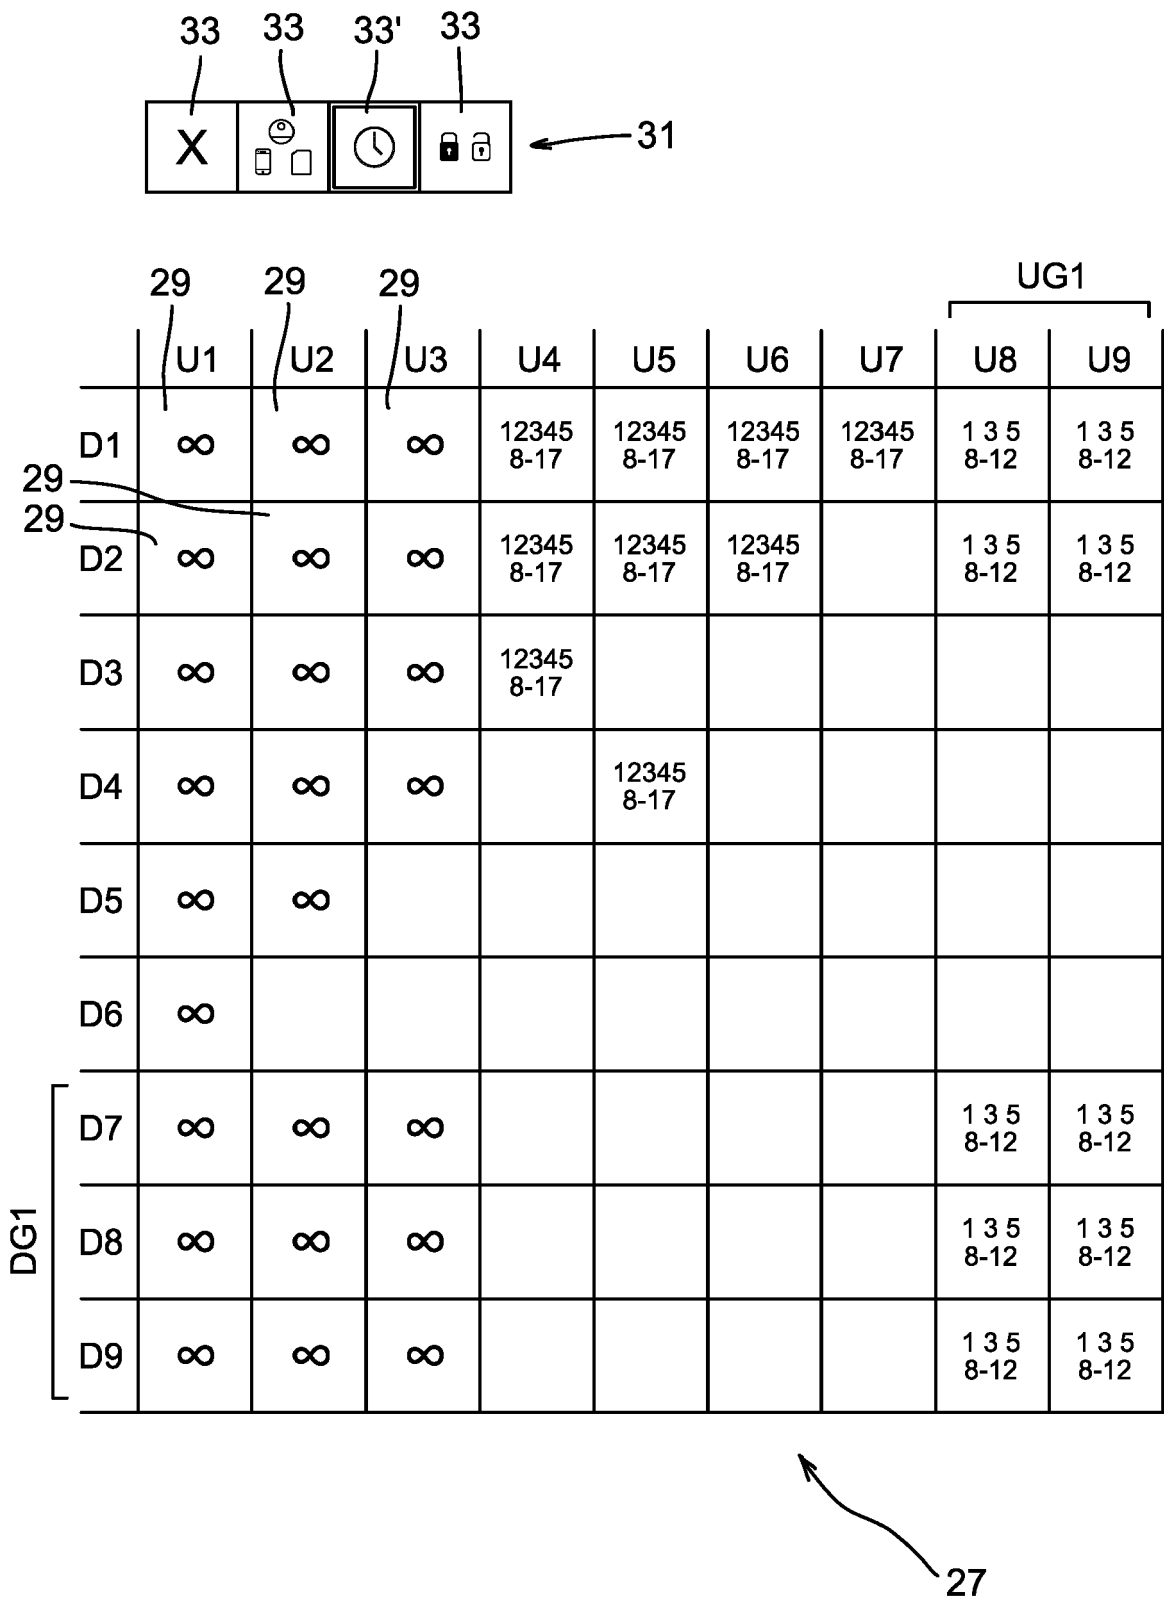 33 33 33' 33
X
31
UG1
29 29 29
U1 U2 U3 U4 U5 U6 U7 U8 U9
D1 ∞ ∞ ∞ 12345 12345 12345 12345 1 3 5 1 3 5
8-17 8-17 8-17 8-17 8-12 8-12
29
29
D2 ∞ ∞ ∞ 12345 12345 12345 1 3 5 1 3 5
8-17 8-17 8-17 8-12 8-12
D3 ∞ ∞ ∞ 12345
8-17
D4 ∞ ∞ ∞ 12345
8-17
D5 ∞ ∞
D6 ∞
DG1
D7 ∞ ∞ ∞ 1 3 5 1 3 5
8-12 8-12
D8 ∞ ∞ ∞ 1 3 5 1 3 5
8-12 8-12
D9 ∞ ∞ ∞ 1 3 5 1 3 5
8-12 8-12
27